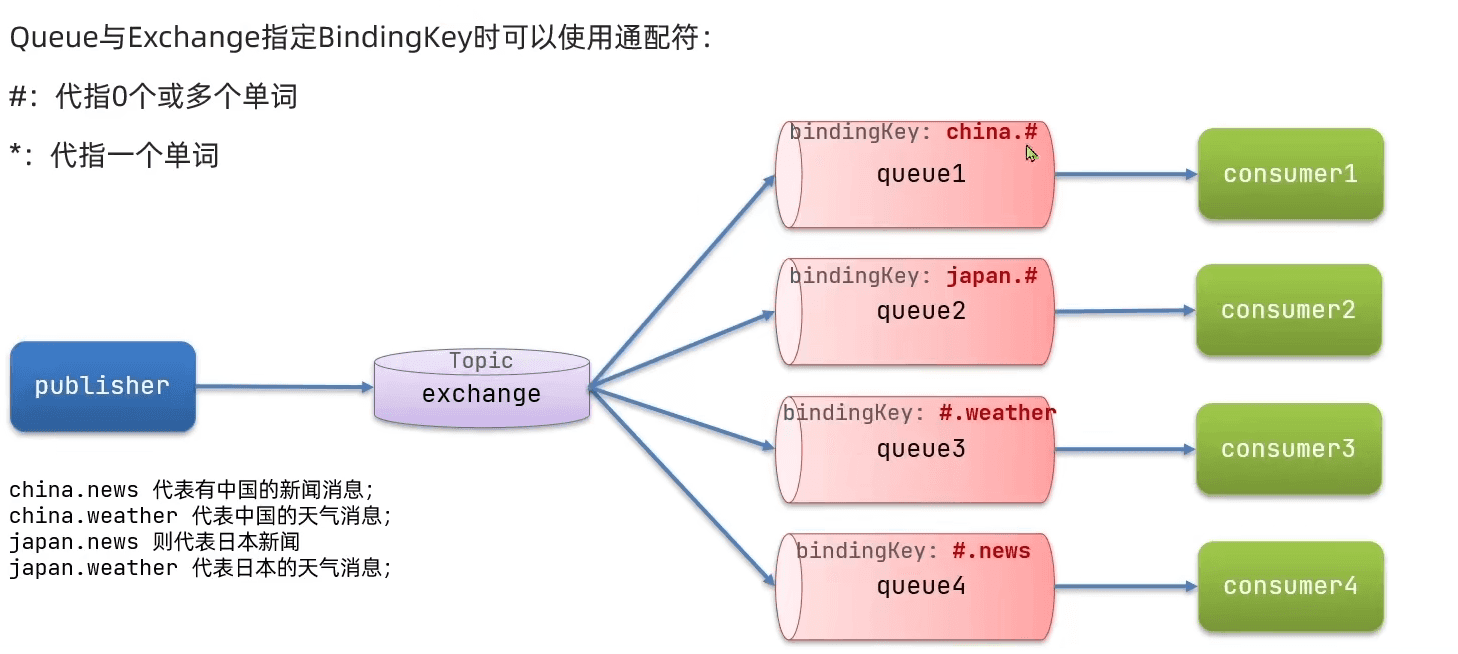 Queue与Exchange指定BindingKey时可以使用通配符：
#：代指0个或多个单词
*：代指一个单词
bindingKey: china.#
queue1
consumer1
bindingKey: japan.#
queue2
consumer2
publisher
Topic
exchange
bindingKey: #.weather
queue3
consumer3
china.news 代表有中国的新闻消息；
china.weather 代表中国的天气消息；
japan.news 则代表日本新闻
japan.weather 代表日本的天气消息；
bindingKey: #.news
queue4
consumer4